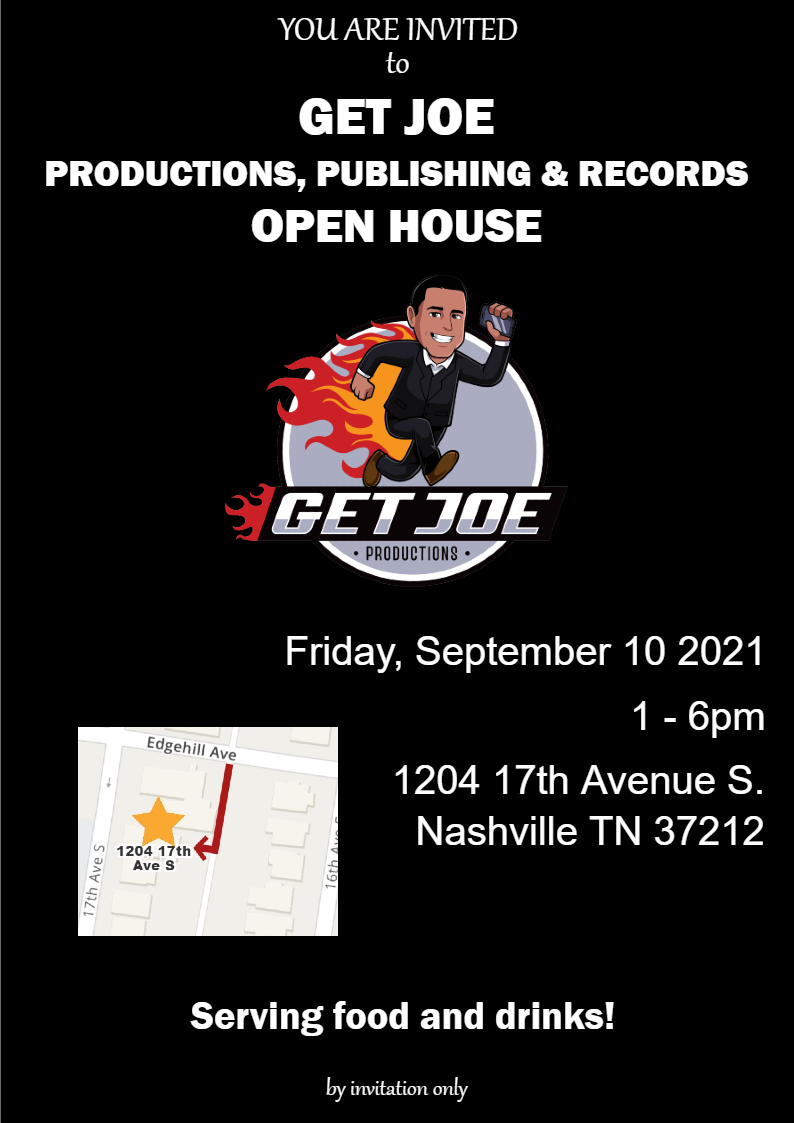 YOU ARE INVITED
to
GET JOE
PRODUCTIONS, PUBLISHING & RECORDS
OPEN HOUSE
GET JOE
• PRODUCTIONS •
Friday, September 10 2021
1 - 6pm
1204 17th Avenue S.
Nashville TN 37212
Edgehill Ave
1204 17th
Ave S
17th Ave S
16th Ave S
Serving food and drinks!
by invitation only